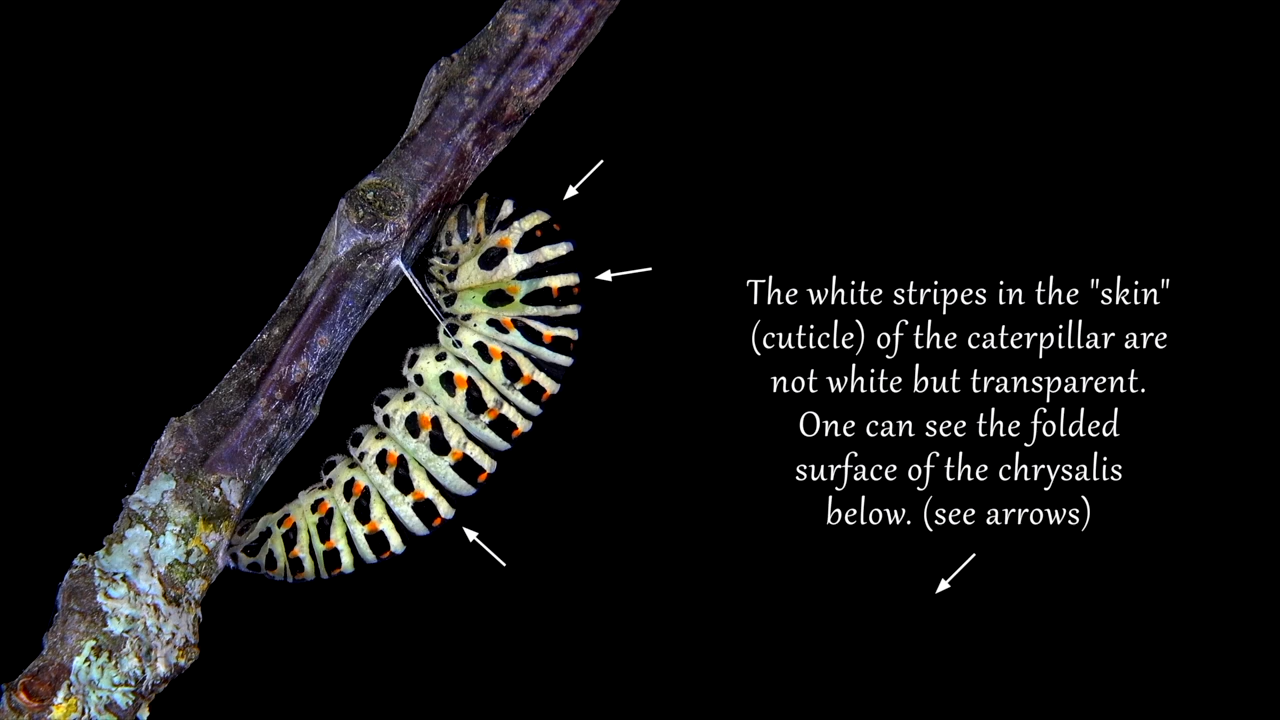 The white stripes in the "skin"
(cuticle) of the caterpillar are
not white but transparent.
One can see the folded
surface of the chrysalis
below. (see arrows)